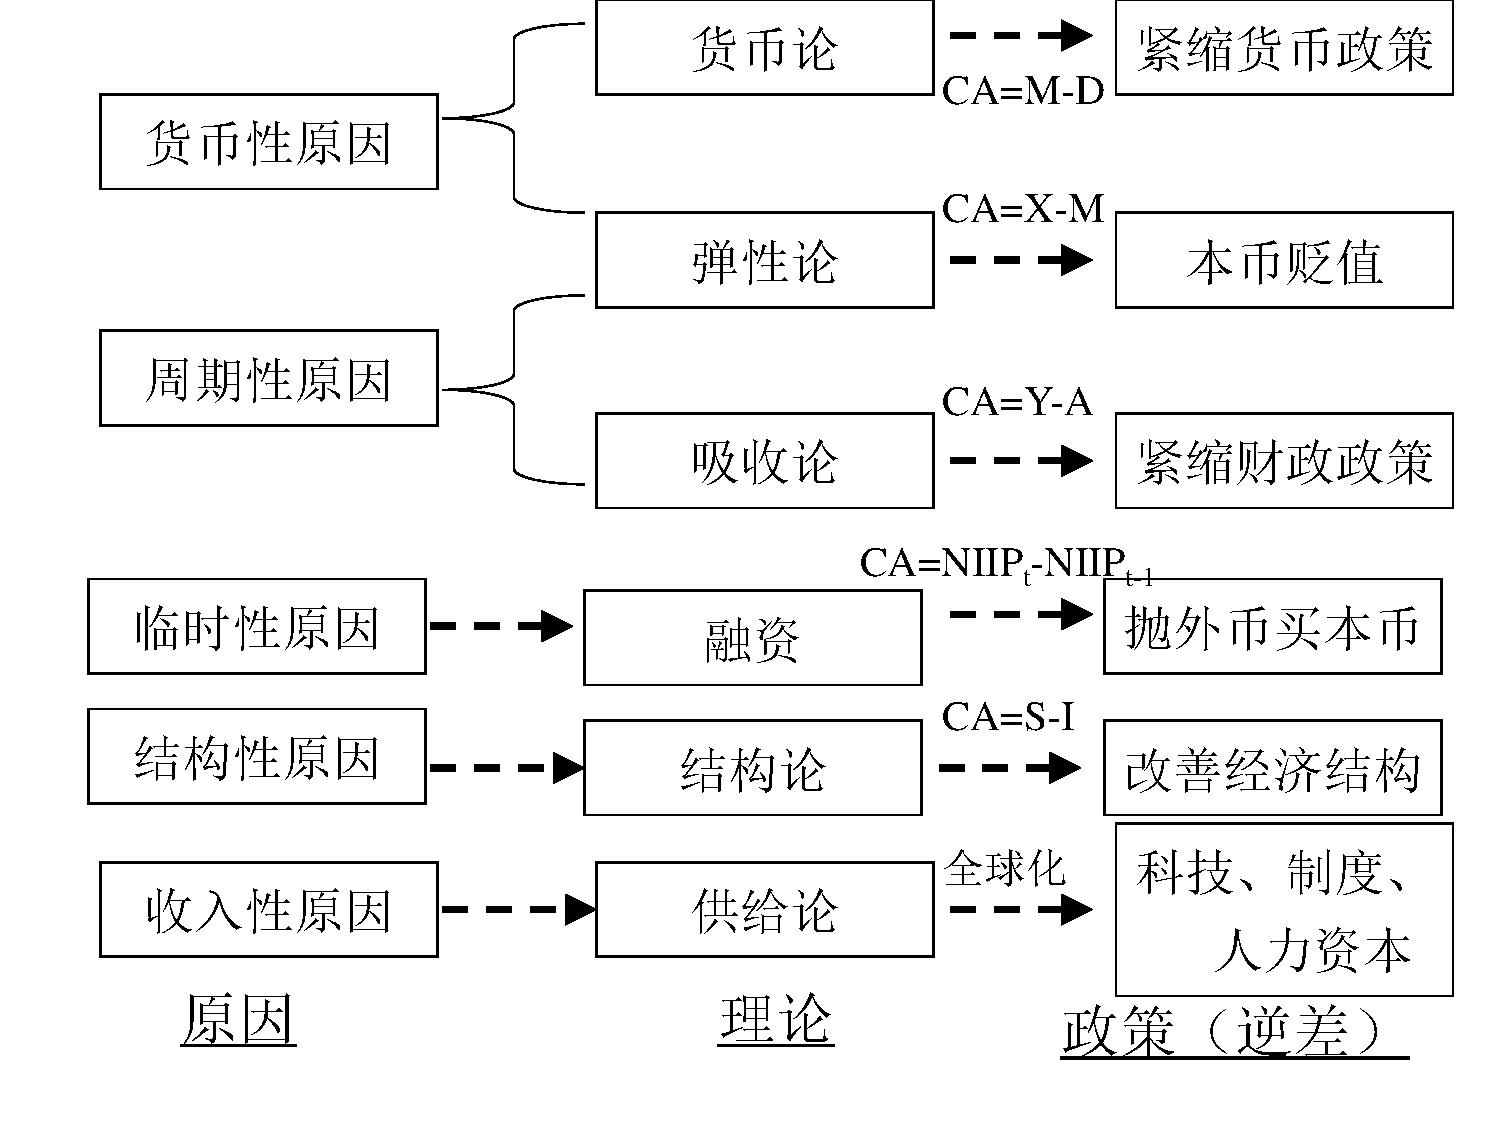 货币论
紧缩货币政策
CA=M-D
货币性原因
CA=X-M
弹性论
本币贬值
周期性原因
CA=Y-A
吸收论
紧缩财政政策
CA=NIIPt-NIIPt-1
临时性原因
融资
抛外币买本币
CA=S-I
结构性原因
结构论
改善经济结构
全球化
收入性原因
供给论
科技、制度、
人力资本
原因
理论
政策（逆差）